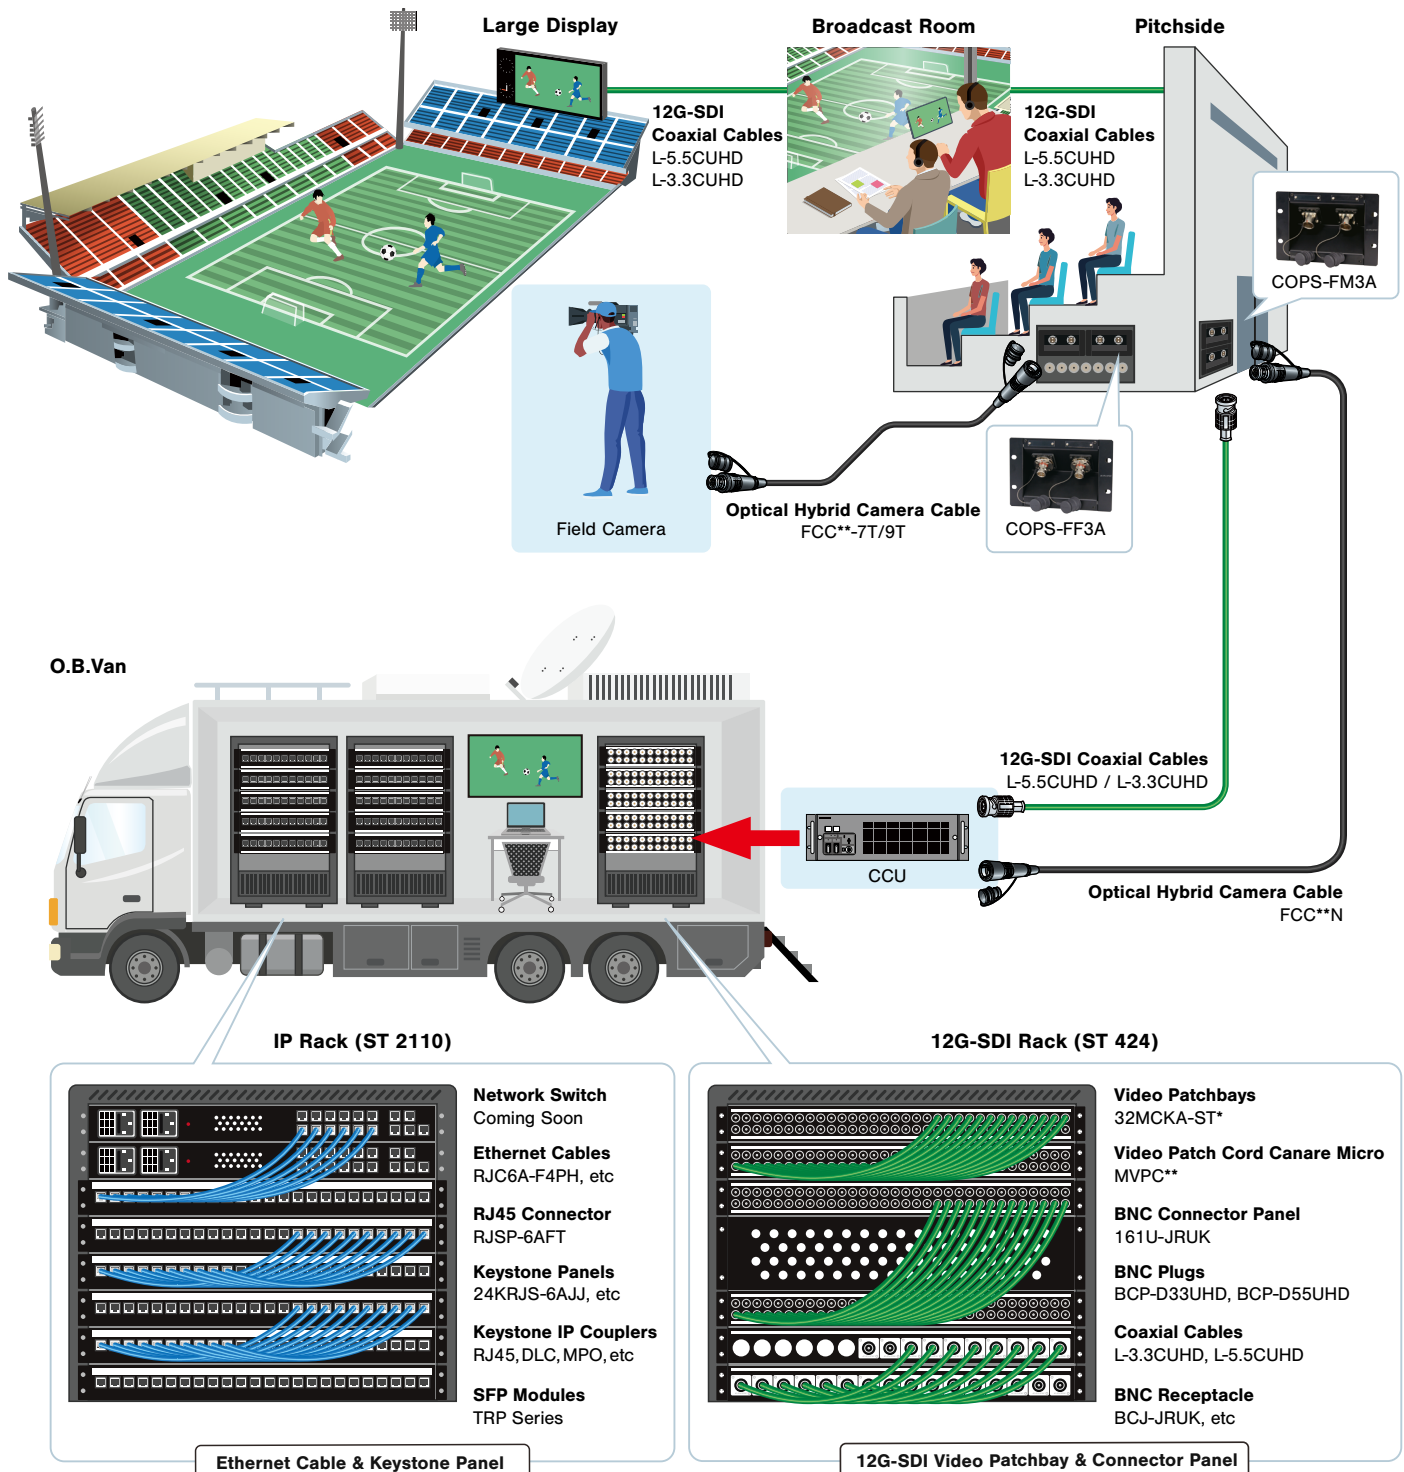 Large Display
Broadcast Room
Pitchside
12G-SDI
Coaxial Cables
L-5.5CUHD
L-3.3CUHD
12G-SDI
Coaxial Cables
L-5.5CUHD
L-3.3CUHD
COPS-FM3A
COPS-FF3A
Optical Hybrid Camera Cable
FCC**-7T/9T
Field Camera
O.B.Van
12G-SDI Coaxial Cables
L-5.5CUHD / L-3.3CUHD
CCU
Optical Hybrid Camera Cable
FCC**N
IP Rack (ST 2110)
Network Switch
Coming Soon
Ethernet Cables
RJC6A-F4PH, etc
RJ45 Connector
RJSP-6AFT
Keystone Panels
24KRJS-6AJJ, etc
Keystone IP Couplers
RJ45, DLC, MPO, etc
SFP Modules
TRP Series
Ethernet Cable & Keystone Panel
12G-SDI Rack (ST 424)
Video Patchbays
32MCKA-ST*
Video Patch Cord Canare Micro
MVPC**
BNC Connector Panel
161U-JRUK
BNC Plugs
BCP-D33UHD, BCP-D55UHD
Coaxial Cables
L-3.3CUHD, L-5.5CUHD
BNC Receptacle
BCJ-JRUK, etc
12G-SDI Video Patchbay & Connector Panel